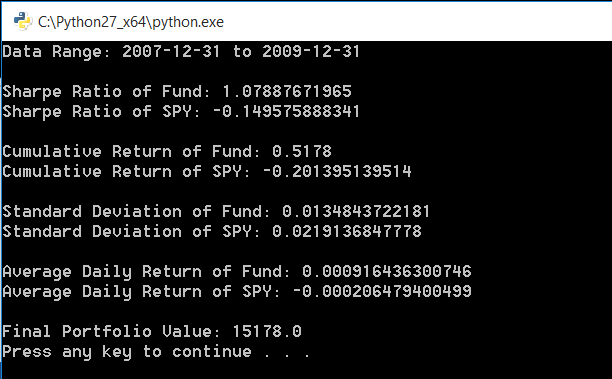 C:\Python27_x64\python.exe
Data Range: 2007-12-31 to 2009-12-31
Sharpe Ratio of Fund: 1.07887671965
Sharpe Ratio of SPY: -0.149575888341
Cumulative Return of Fund: 0.5178
Cumulative Return of SPY: -0.201395139514
Standard Deviation of Fund: 0.0134843722181
Standard Deviation of SPY: 0.0219136847778
Average Daily Return of Fund: 0.000916436300746
Average Daily Return of SPY: -0.000206479400499
Final Portfolio Value: 15178.0
Press any key to continue . . .